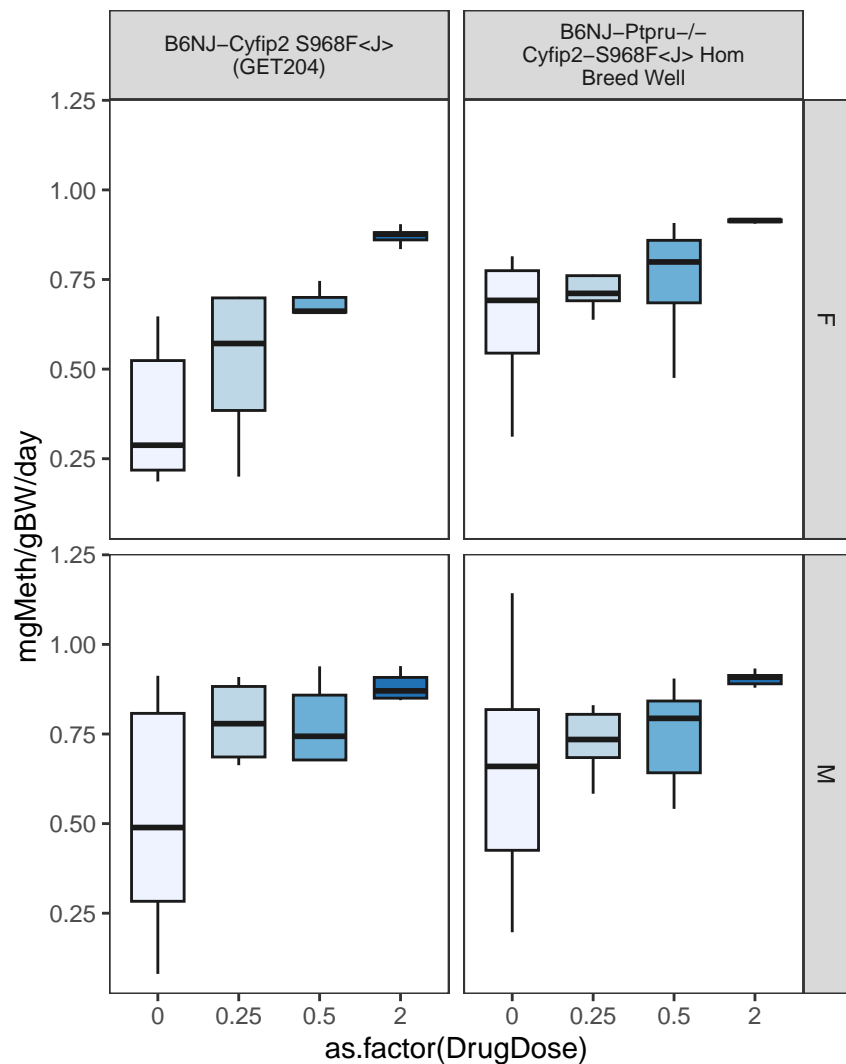 B6NJ−Cyfip2 S968F<J>
(GET204)
B6NJ−Ptpru−/−
Cyfip2−S968F<J> Hom
Breed Well
1.25
1.00
0.75
0.50
0.25
F
1.25
1.00
0.75
0.50
0.25
M
mgMeth/gBW/day
0 0.25 0.5 2
0 0.25 0.5 2
as.factor(DrugDose)